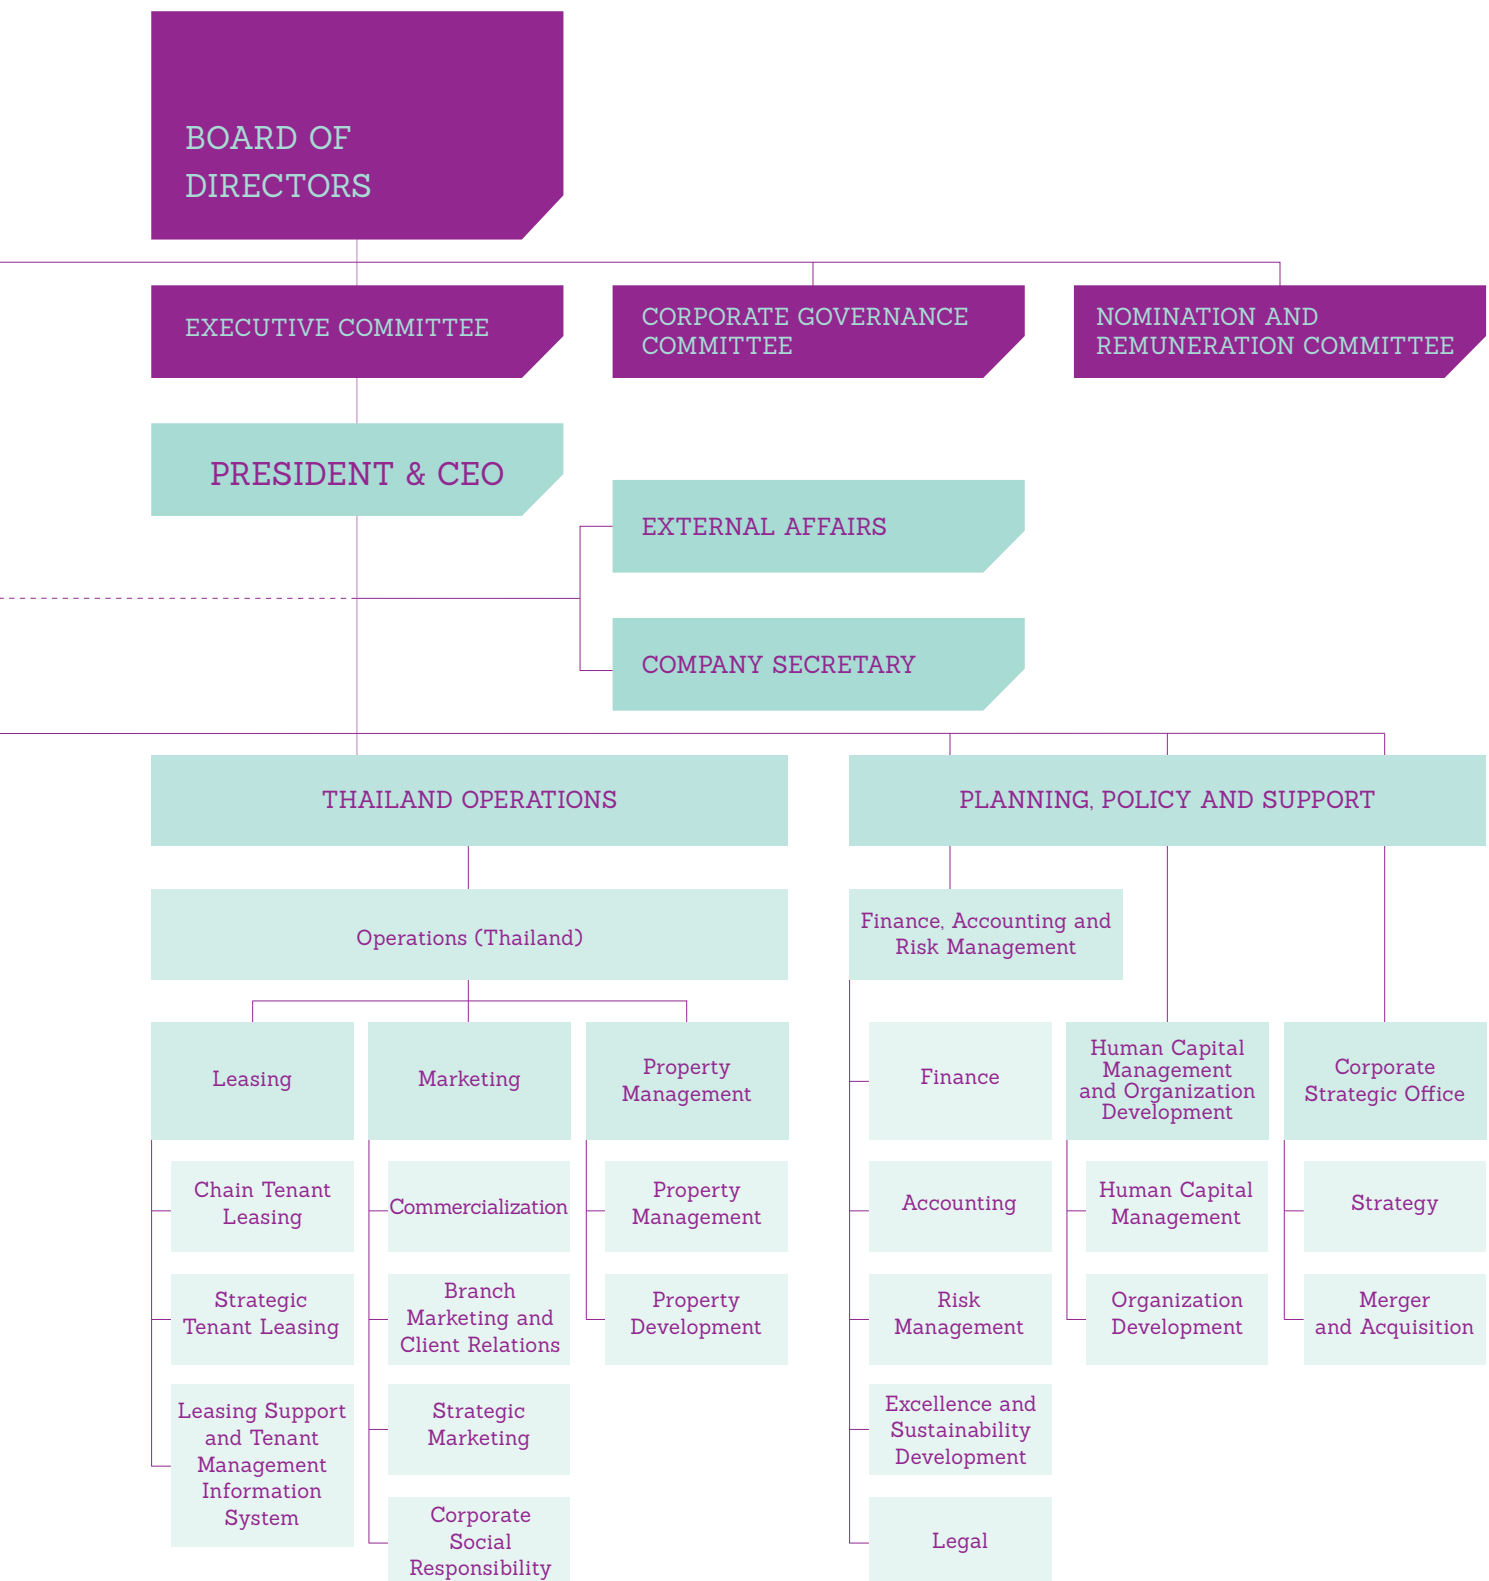 BOARD OF
DIRECTORS
EXECUTIVE COMMITTEE
CORPORATE GOVERNANCE
COMMITTEE
NOMINATION AND
REMUNERATION COMMITTEE
PRESIDENT & CEO
EXTERNAL AFFAIRS
COMPANY SECRETARY
THAILAND OPERATIONS
PLANNING, POLICY AND SUPPORT
Operations (Thailand)
Finance, Accounting and
Risk Management
Leasing
Marketing
Property
Management
Finance
Human Capital
Management
and Organization
Development
Corporate
Strategic Office
Chain Tenant
Leasing
Commercialization
Property
Management
Accounting
Human Capital
Management
Strategy
Strategic
Tenant Leasing
Branch
Marketing and
Client Relations
Property
Development
Risk
Management
Organization
Development
Merger
and Acquisition
Leasing Support
and Tenant
Management
Information
System
Strategic
Marketing
Excellence and
Sustainability
Development
Corporate
Social
Responsibility
Legal